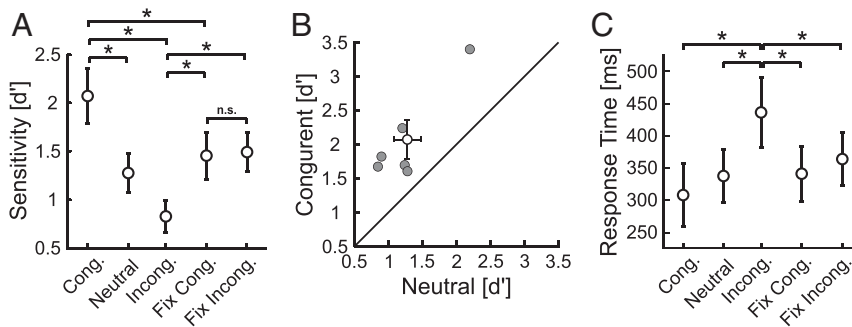 A
Sensitivity [d']
2.5
2
1.5
1
0.5
*
*
*
*
*
n.s.
Cong.
Neutral
Incong.
Fix Cong.
Fix Incong.
B
Congurent [d']
3.5
3
2.5
2
1.5
1
0.5
0.5
1
1.5
2
2.5
3
3.5
Neutral [d']
C
Response Time [ms]
500
450
400
350
300
250
*
*
*
*
Cong.
Neutral
Incong.
Fix Cong.
Fix Incong.